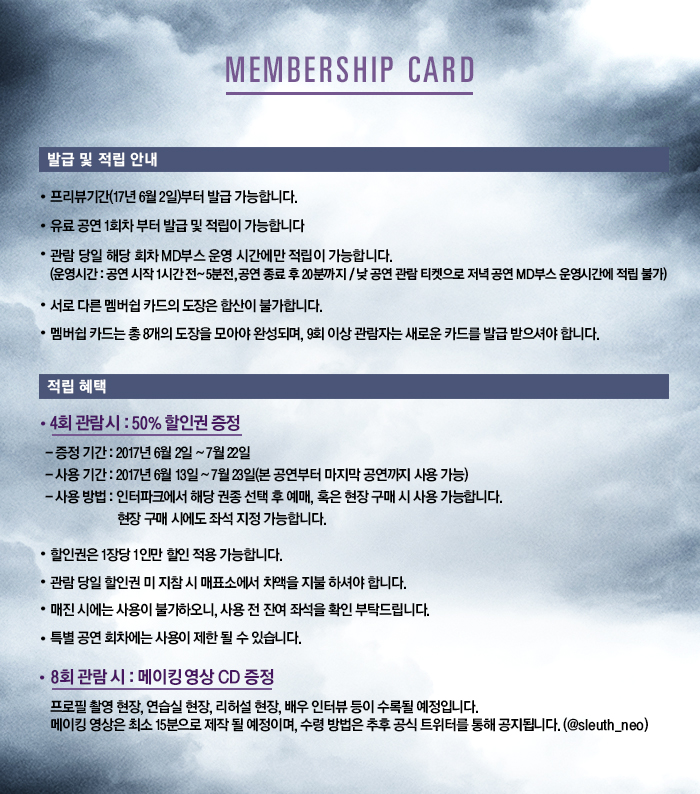 MEMBERSHIP CARD
발급 및 적립 안내
• 프리뷰기간(17년 6월 2일)부터 발급 가능합니다.
• 유료 공연 1회차 부터 발급 및 적립이 가능합니다
• 관람 당일 해당 회차 MD부스 운영 시간에만 적립이 가능합니다.
(운영시간 : 공연 시작 1시간 전~ 5분전, 공연 종료 후 20분까지 / 낮 공연 관람 티켓으로 저녁 공연 MD부스 운영시간에 적립 불가)
• 서로 다른 멤버쉽 카드의 도장은 합산이 불가합니다.
• 멤버쉽 카드는 총 8개의 도장을 모아야 완성되며, 9회 이상 관람자는 새로운 카드를 발급 받으셔야 합니다.
적립 혜택
• 4회 관람시 : 50% 할인권 증정
– 증정 기간 : 2017년 6월 2일 ~ 7월 22일
– 사용 기간 : 2017년 6월 13일 ~ 7월 23일(본 공연부터 마지막 공연까지 사용 가능)
– 사용 방법 : 인터파크에서 해당 권종 선택 후 예매, 혹은 현장 구매 시 사용 가능합니다.
현장 구매 시에도 좌석 지정 가능합니다.
• 할인권은 1장당 1인만 할인 적용 가능합니다.
• 관람 당일 할인권 미 지참 시 매표소에서 차액을 지불 하셔야 합니다.
• 매진 시에는 사용이 불가하오니, 사용 전 잔여 좌석을 확인 부탁드립니다.
• 특별 공연 회차에는 사용이 제한 될 수 있습니다.
• 8회 관람 시 : 메이킹 영상 CD 증정
프로필 촬영 현장, 연습실 현장, 리허설 현장, 배우 인터뷰 등이 수록될 예정입니다.
메이킹 영상은 최소 15분으로 제작 될 예정이며, 수령 방법은 추후 공식 트위터를 통해 공지됩니다. (@sleuth_neo)